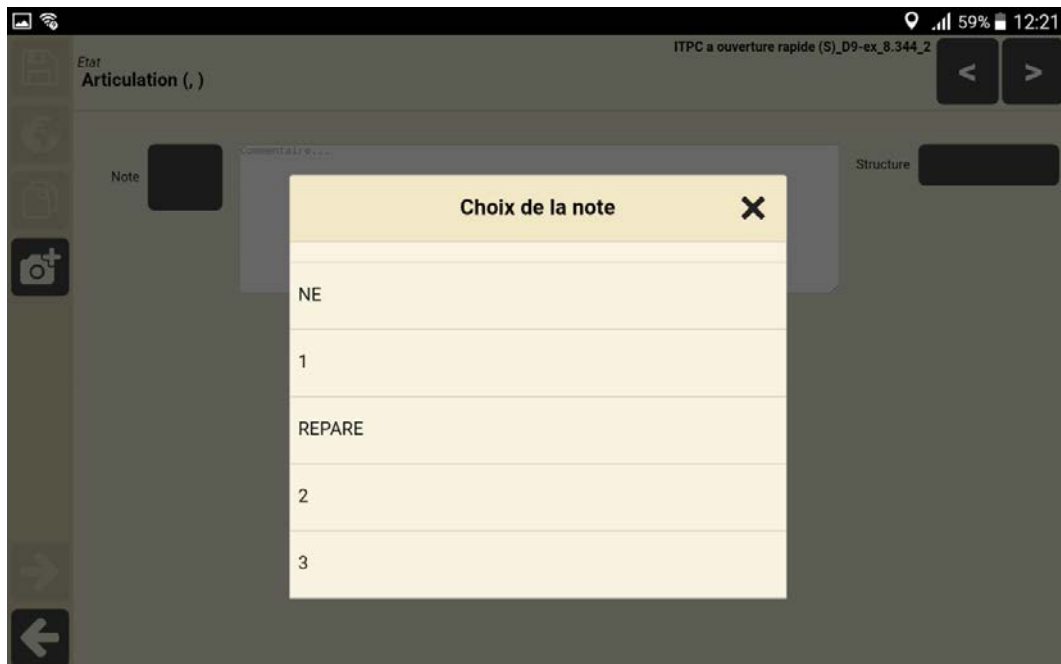 59% 12:21
ITPC a ouverture rapide (S)_D9-ex_8.344_2
Etat
Articulation (, )
< >
Note
Commentaire...
Structure
Choix de la note
NE
1
REPARE
2
3